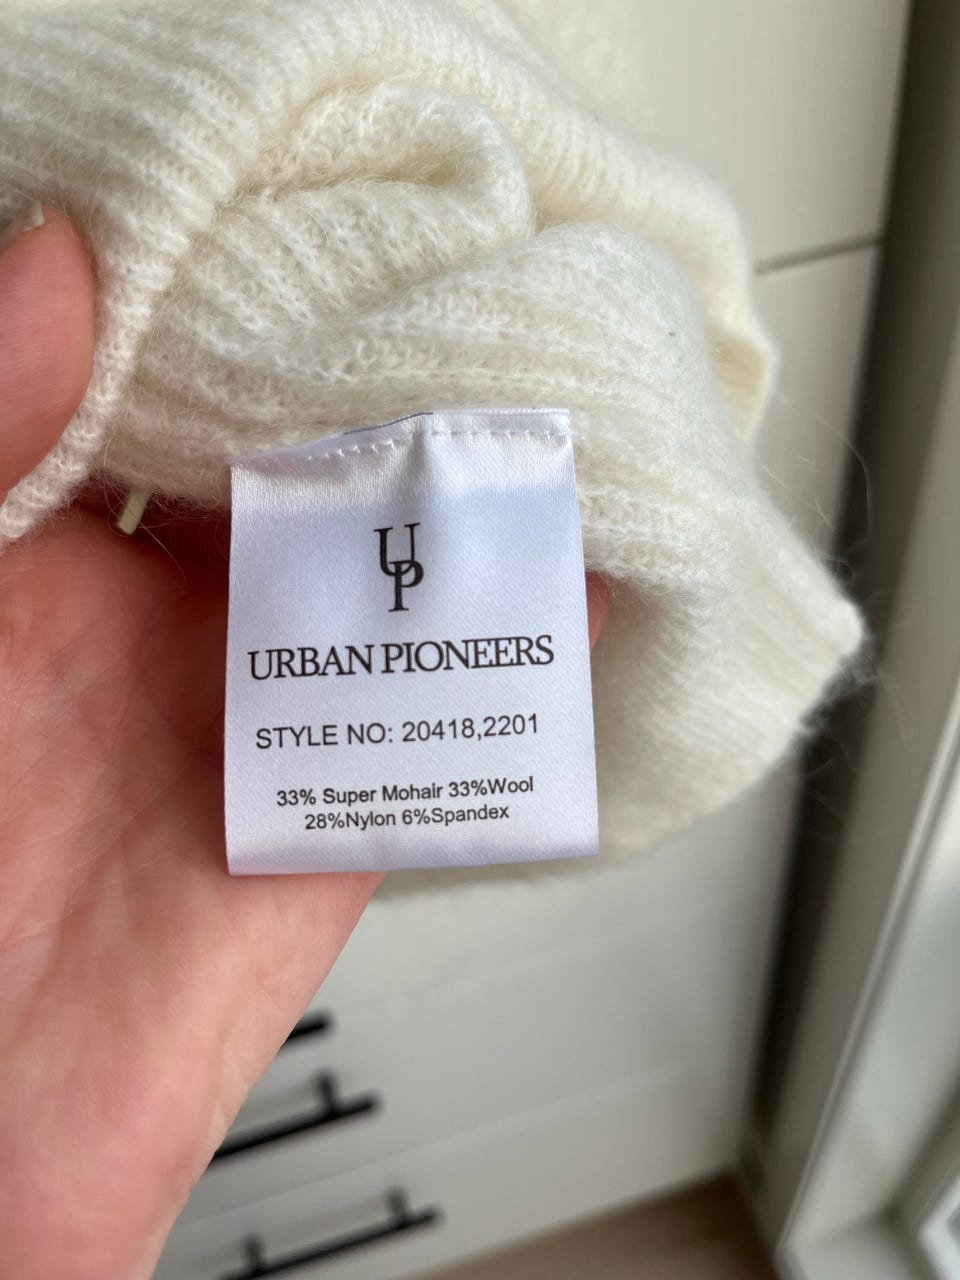 UP
URBAN PIONEERS
STYLE NO: 20418,2201
33% Super Mohair 33%Wool
28%Nylon 6%Spandex